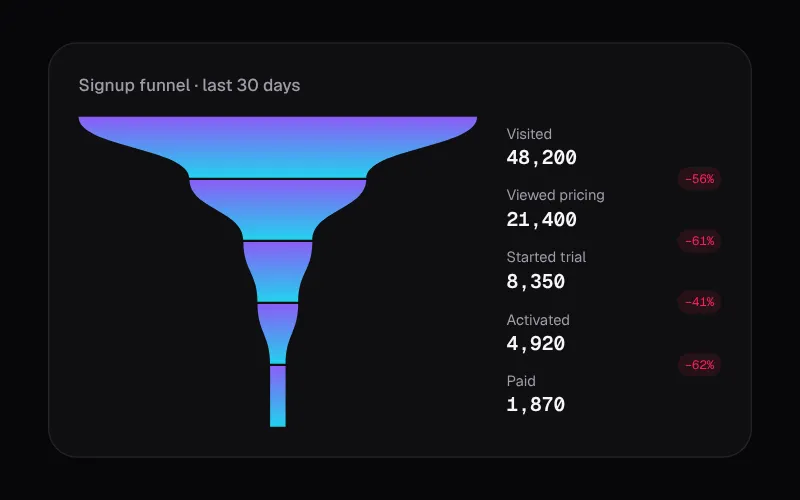 Signup funnel · last 30 days
Visited
48,200
−56%
Viewed pricing
21,400
−61%
Started trial
8,350
−41%
Activated
4,920
−62%
Paid
1,870